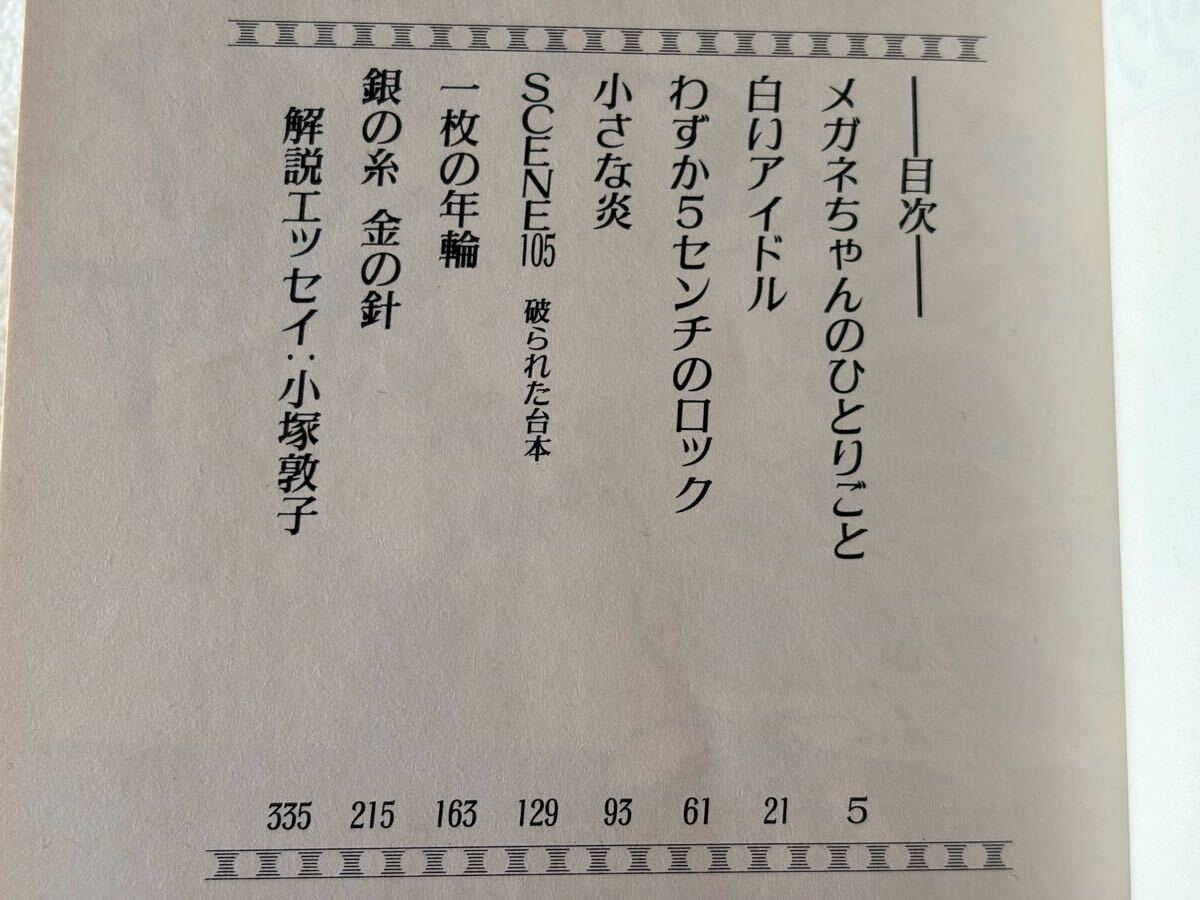 ―目次―
メガネちゃんのひとりごと 5
白いアイドル 21
わずか5センチのロック 61
小さな炎 93
SCENE105 破られた台本 129
一枚の年輪 163
銀の糸 金の針 215
解説エッセイ:小塚敦子 335